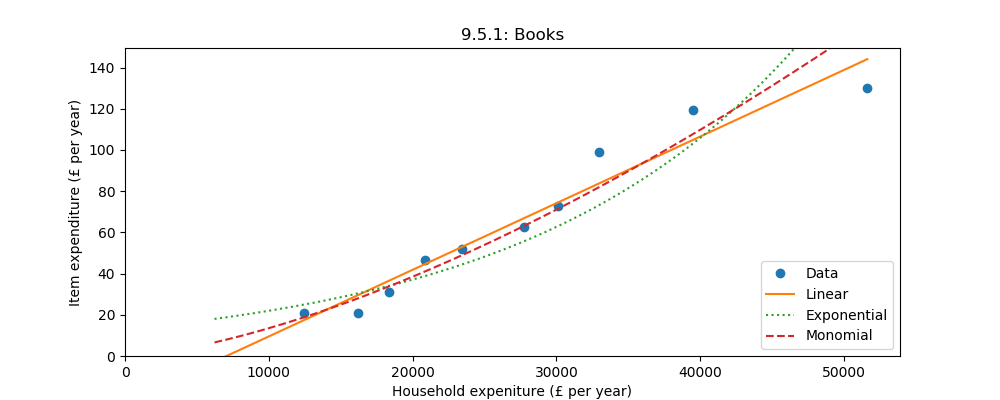 9.5.1: Books
Item expenditure (£ per year)
140
120
100
80
60
40
20
0
0 10000 20000 30000 40000 50000
Household expeniture (£ per year)
Data
Linear
Exponential
Monomial